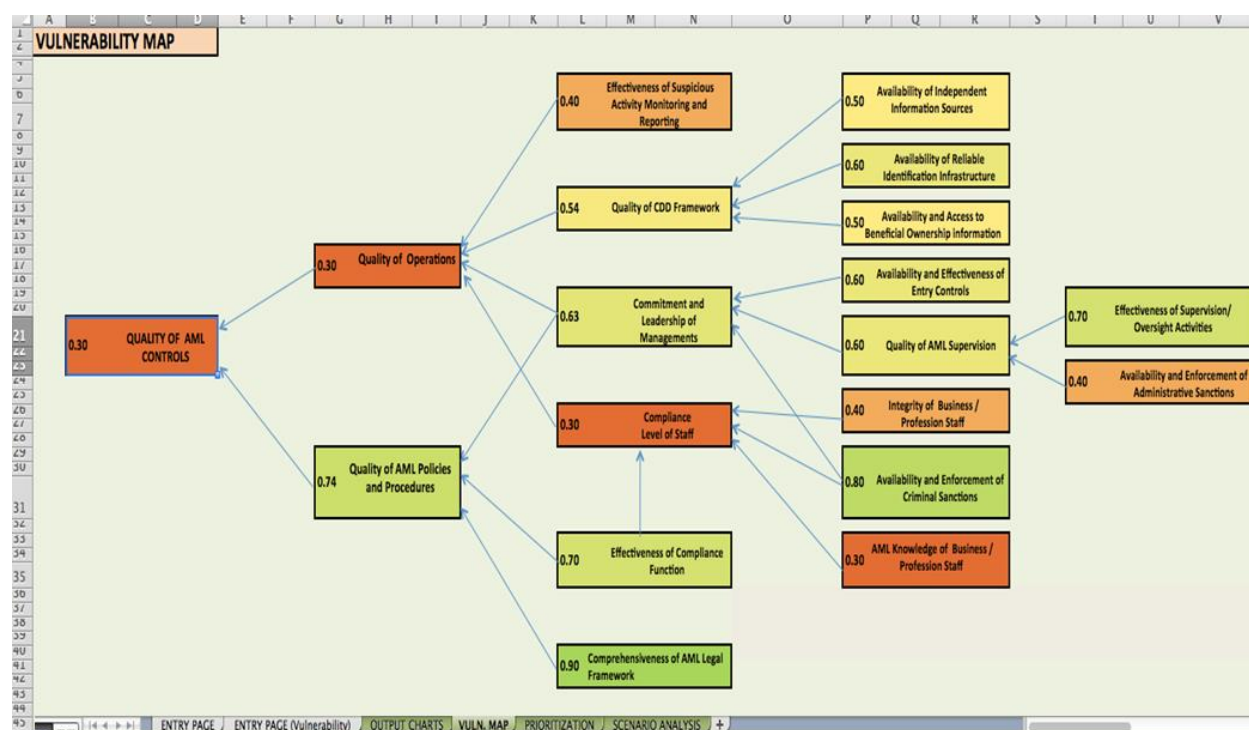 A B C D E F G H I J K L M N O P Q R S T U V
VULNERABILITY MAP
0.40 Effectiveness of Suspicious
Activity Monitoring and
Reporting
0.50 Availability of Independent
Information Sources
0.60 Availability of Reliable
Identification Infrastructure
0.54 Quality of CDD Framework
0.50 Availability and Access to
Beneficial Ownership information
0.30 Quality of Operations
0.60 Availability and Effectiveness of
Entry Controls
0.63 Commitment and
Leadership of
Managements
0.70 Effectiveness of Supervision/
Oversight Activities
0.30 QUALITY OF AML
CONTROLS
0.60 Quality of AML Supervision
0.40 Availability and Enforcement of
Administrative Sanctions
0.30 Compliance
Level of Staff
0.40 Integrity of Business /
Profession Staff
0.74 Quality of AML Policies
and Procedures
0.80 Availability and Enforcement of
Criminal Sanctions
0.70 Effectiveness of Compliance
Function
0.30 AML Knowledge of Business /
Profession Staff
0.90 Comprehensiveness of AML Legal
Framework
ENTRY PAGE ENTRY PAGE (Vulnerability) OUTPUT CHARTS VULN. MAP PRIORITIZATION SCENARIO ANALYSIS +